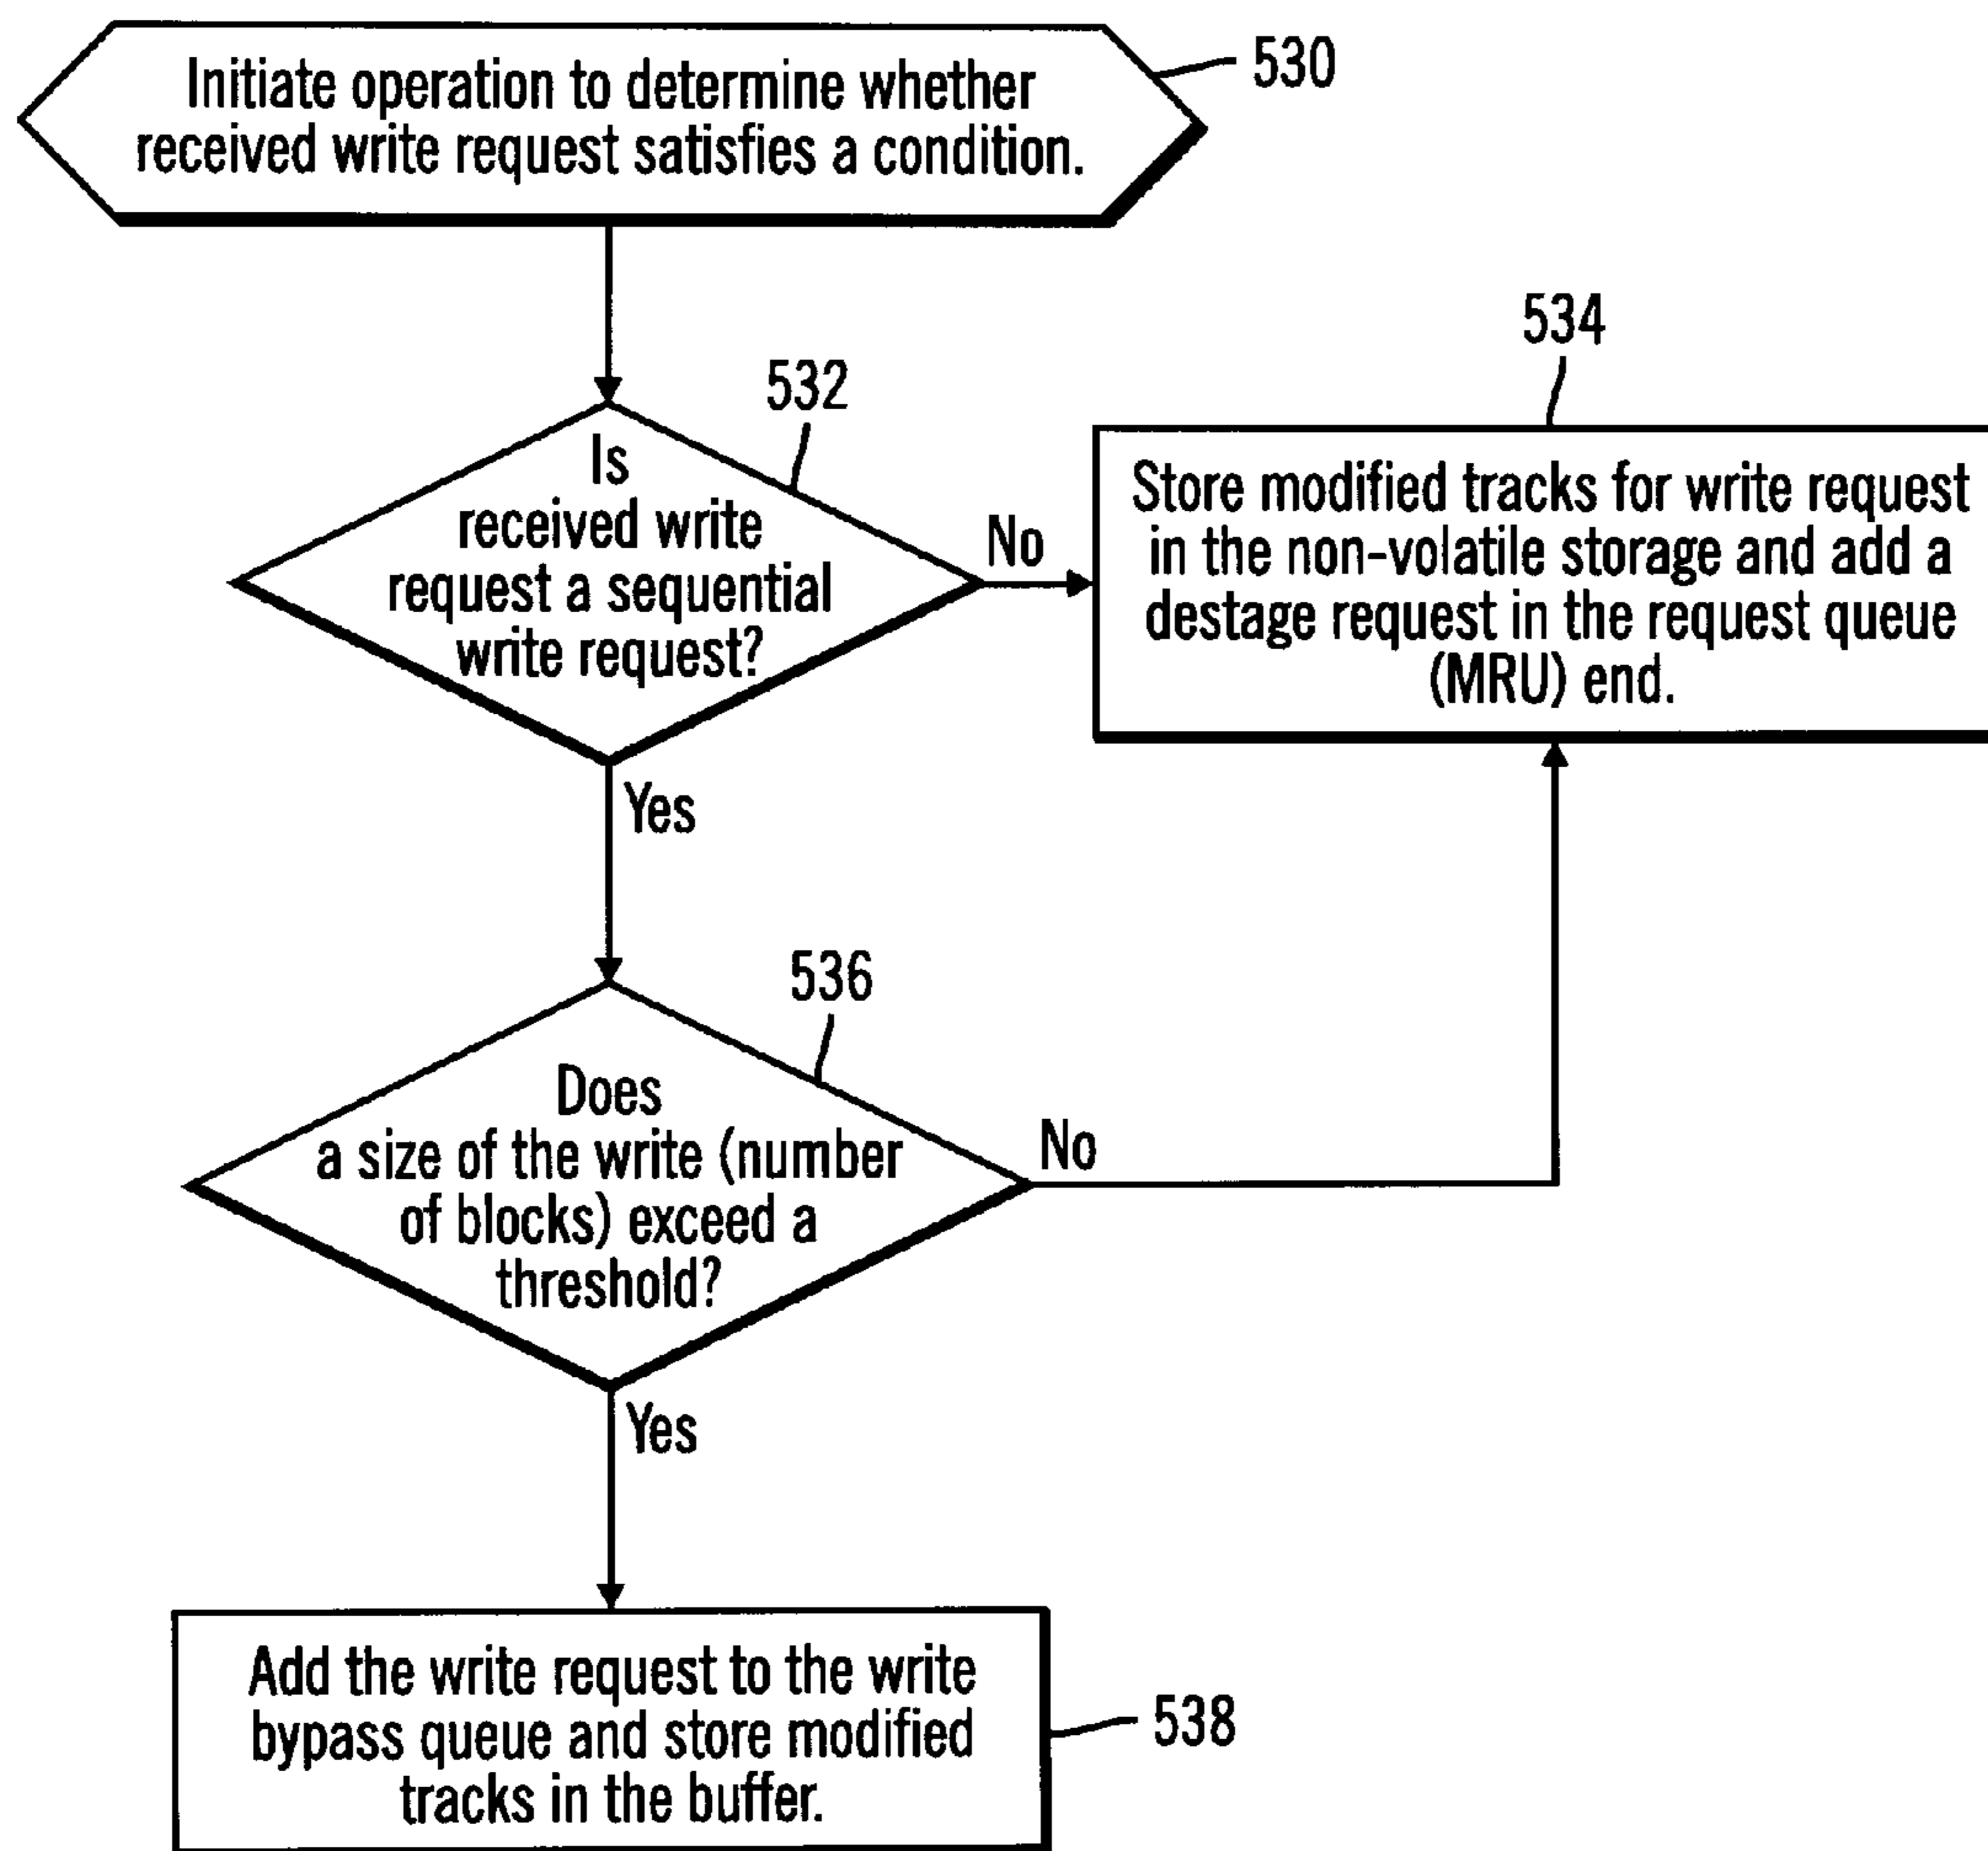 Initiate operation to determine whether
received write request satisfies a condition.
530
532
Is
received write
request a sequential
write request?
No
Yes
534
Store modified tracks for write request
in the non-volatile storage and add a
destage request in the request queue
(MRU) end.
536
Does
a size of the write (number
of blocks) exceed a
threshold?
No
Yes
Add the write request to the write
bypass queue and store modified
tracks in the buffer.
538